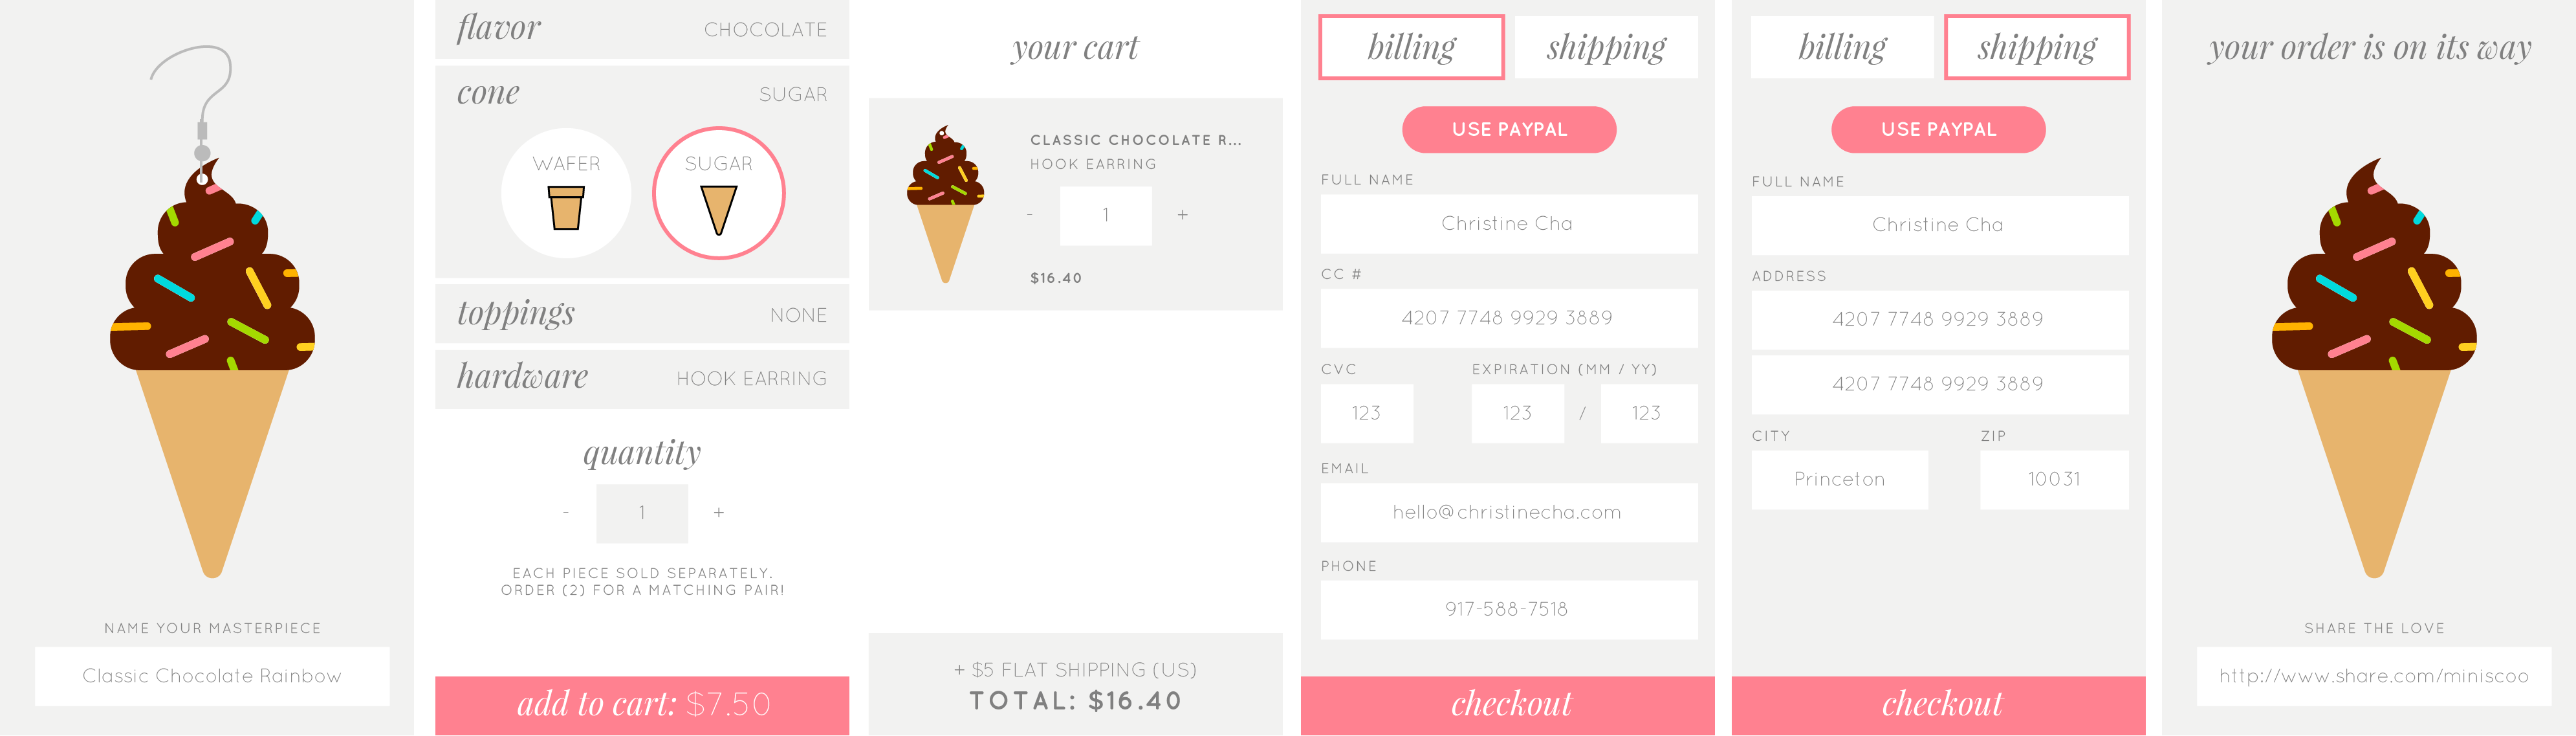 NAME YOUR MASTERPIECE
Classic Chocolate Rainbow
flavor CHOCOLATE
cone SUGAR
WAFER SUGAR
toppings NONE
hardware HOOK EARRING
quantity
- 1 +
EACH PIECE SOLD SEPARATELY.
ORDER (2) FOR A MATCHING PAIR!
add to cart: $7.50
your cart
CLASSIC CHOCOLATE R...
HOOK EARRING
- 1 +
$16.40
+ $5 FLAT SHIPPING (US)
TOTAL: $16.40
billing shipping
USE PAYPAL
FULL NAME
Christine Cha
CC #
4207 7748 9929 3889
CVC EXPIRATION (MM / YY)
123 123 / 123
EMAIL
hello@christinecha.com
PHONE
917-588-7518
checkout
billing shipping
USE PAYPAL
FULL NAME
Christine Cha
ADDRESS
4207 7748 9929 3889
4207 7748 9929 3889
CITY ZIP
Princeton 10031
checkout
your order is on its way
SHARE THE LOVE
http://www.share.com/miniscoo